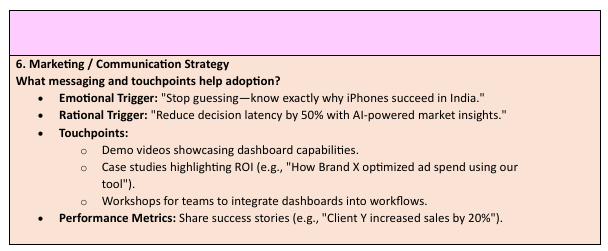 6. Marketing / Communication Strategy
What messaging and touchpoints help adoption?
• Emotional Trigger: "Stop guessing—know exactly why iPhones succeed in India."
• Rational Trigger: "Reduce decision latency by 50% with AI-powered market insights."
• Touchpoints:
○ Demo videos showcasing dashboard capabilities.
○ Case studies highlighting ROI (e.g., "How Brand X optimized ad spend using our
tool").
○ Workshops for teams to integrate dashboards into workflows.
• Performance Metrics: Share success stories (e.g., "Client Y increased sales by 20%").